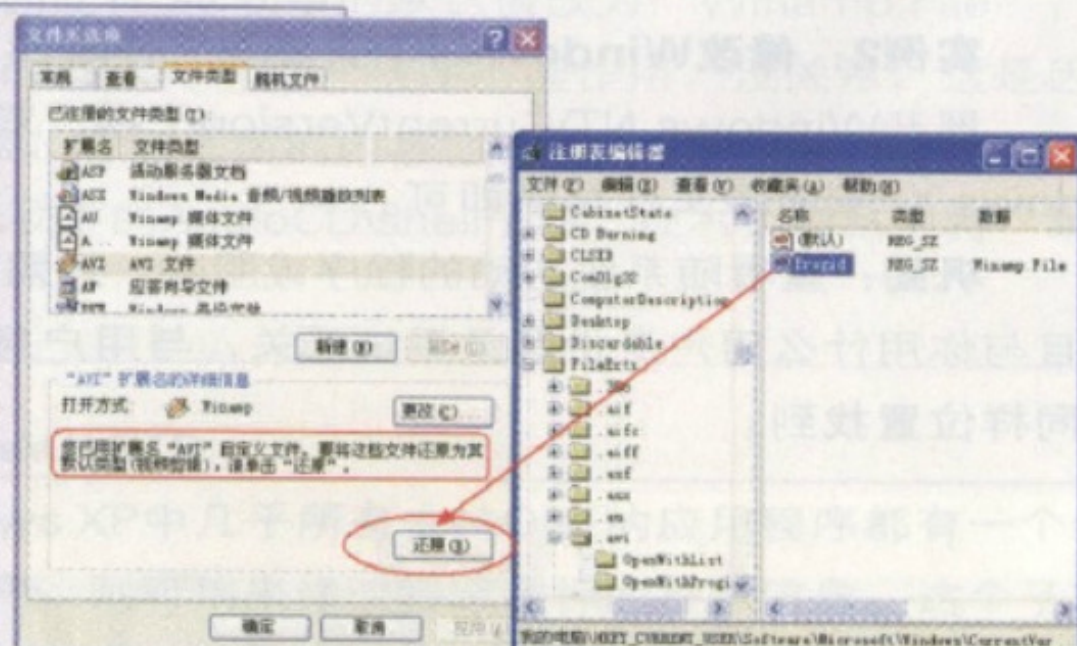 文件夹选项
常规 查看 文件类型 脱机文件
已注册的文件类型(T):
扩展名 文件类型
ASP 活动服务器文档
ASX Windows Media 音频/视频播放列表
AU Winamp 媒体文件
A... Winamp 媒体文件
AVI AVI 文件
AW 应答向导文件
新建(N)
"AVI" 扩展名的详细信息
打开方式: Winamp 更改(C)...
您已用扩展名 "AVI" 自定义文件。要将这些文件还原为其
默认类型(视频剪辑)，请单击 "还原"。
还原(R)
确定 取消
注册表编辑器
文件(F) 编辑(E) 查看(V) 收藏夹(A) 帮助(H)
CabinetState
CD Burning
CLSID
ComDlg32
ComputerDescription
Desktop
Discardable
FileExts
.386
.aif
.aifc
.aiff
.asf
.asx
.au
.avi
OpenWithList
OpenWithProgi
名称 类型 数据
(默认) REG_SZ
Progid REG_SZ Winamp.File
我的电脑\HKEY_CURRENT_USER\Software\Microsoft\Windows\CurrentVer